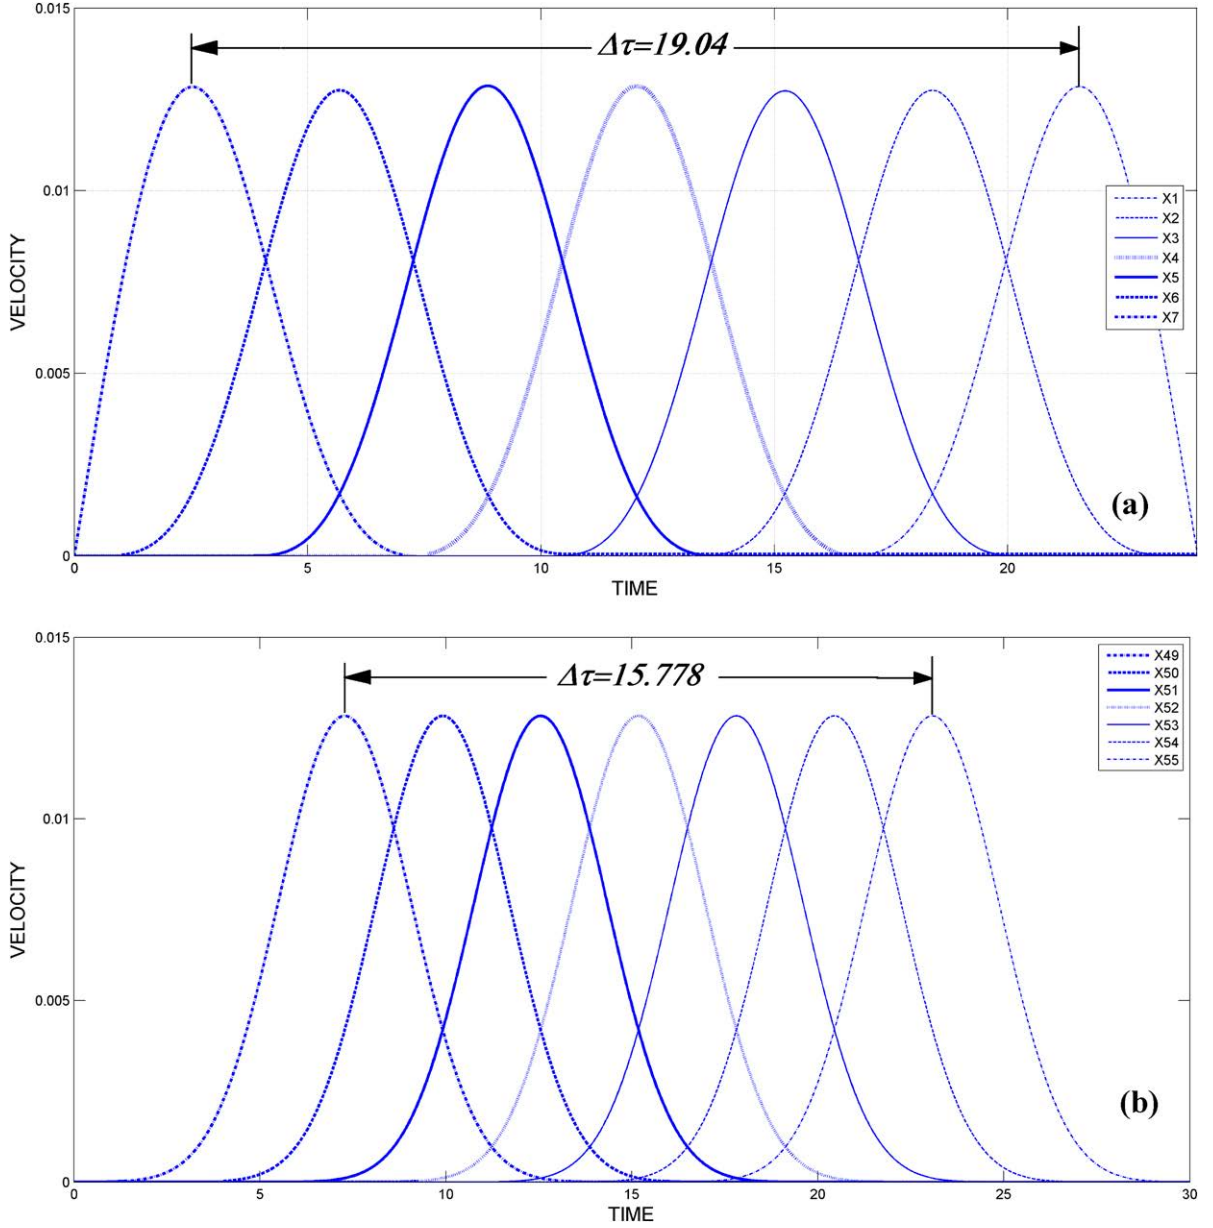 0.015
Δτ=19.04
0.01
X1
X2
X3
X4
X5
X6
X7
VELOCITY
0.005
(a)
0
0 5 10 15 20
TIME
0.015
X49
X50
X51
X52
X53
X54
X55
Δτ=15.778
0.01
VELOCITY
0.005
(b)
0
0 5 10 15 20 25 30
TIME